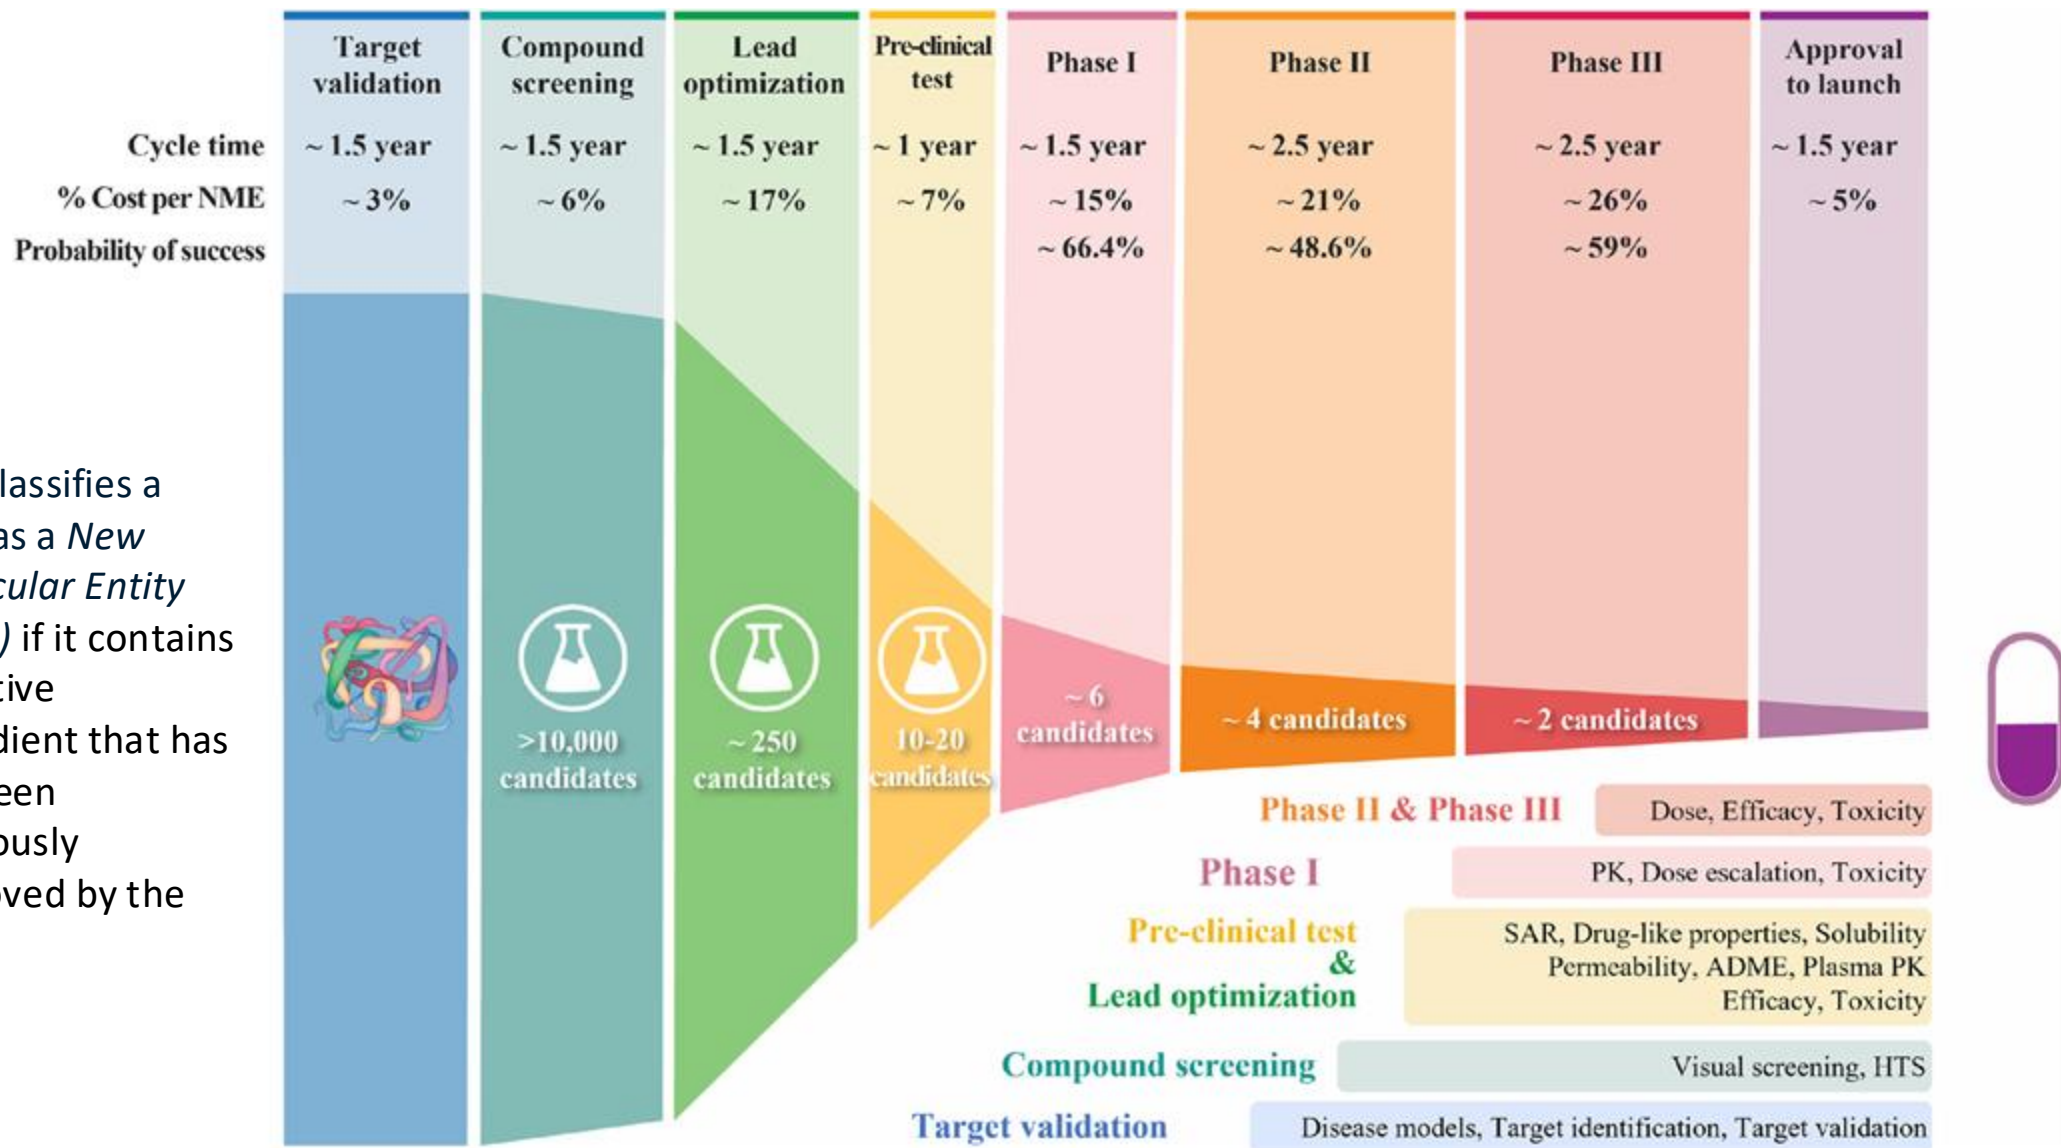 Target
validation
Compound
screening
Lead
optimization
Pre-clinical
test
Phase I
Phase II
Phase III
Approval
to launch
Cycle time ~ 1.5 year ~ 1.5 year ~ 1.5 year ~ 1 year ~ 1.5 year ~ 2.5 year ~ 2.5 year ~ 1.5 year
% Cost per NME ~ 3% ~ 6% ~ 17% ~ 7% ~ 15% ~ 21% ~ 26% ~ 5%
Probability of success ~ 66.4% ~ 48.6% ~ 59%
lassifies a
as a New
cular Entity
) if it contains
tive
dient that has
een
ously
oved by the
>10,000
candidates
~ 250
candidates
10-20
candidates
~ 6
candidates
~ 4 candidates
~ 2 candidates
Phase II & Phase III Dose, Efficacy, Toxicity
Phase I PK, Dose escalation, Toxicity
Pre-clinical test
&
Lead optimization
SAR, Drug-like properties, Solubility
Permeability, ADME, Plasma PK
Efficacy, Toxicity
Compound screening Visual screening, HTS
Target validation Disease models, Target identification, Target validation